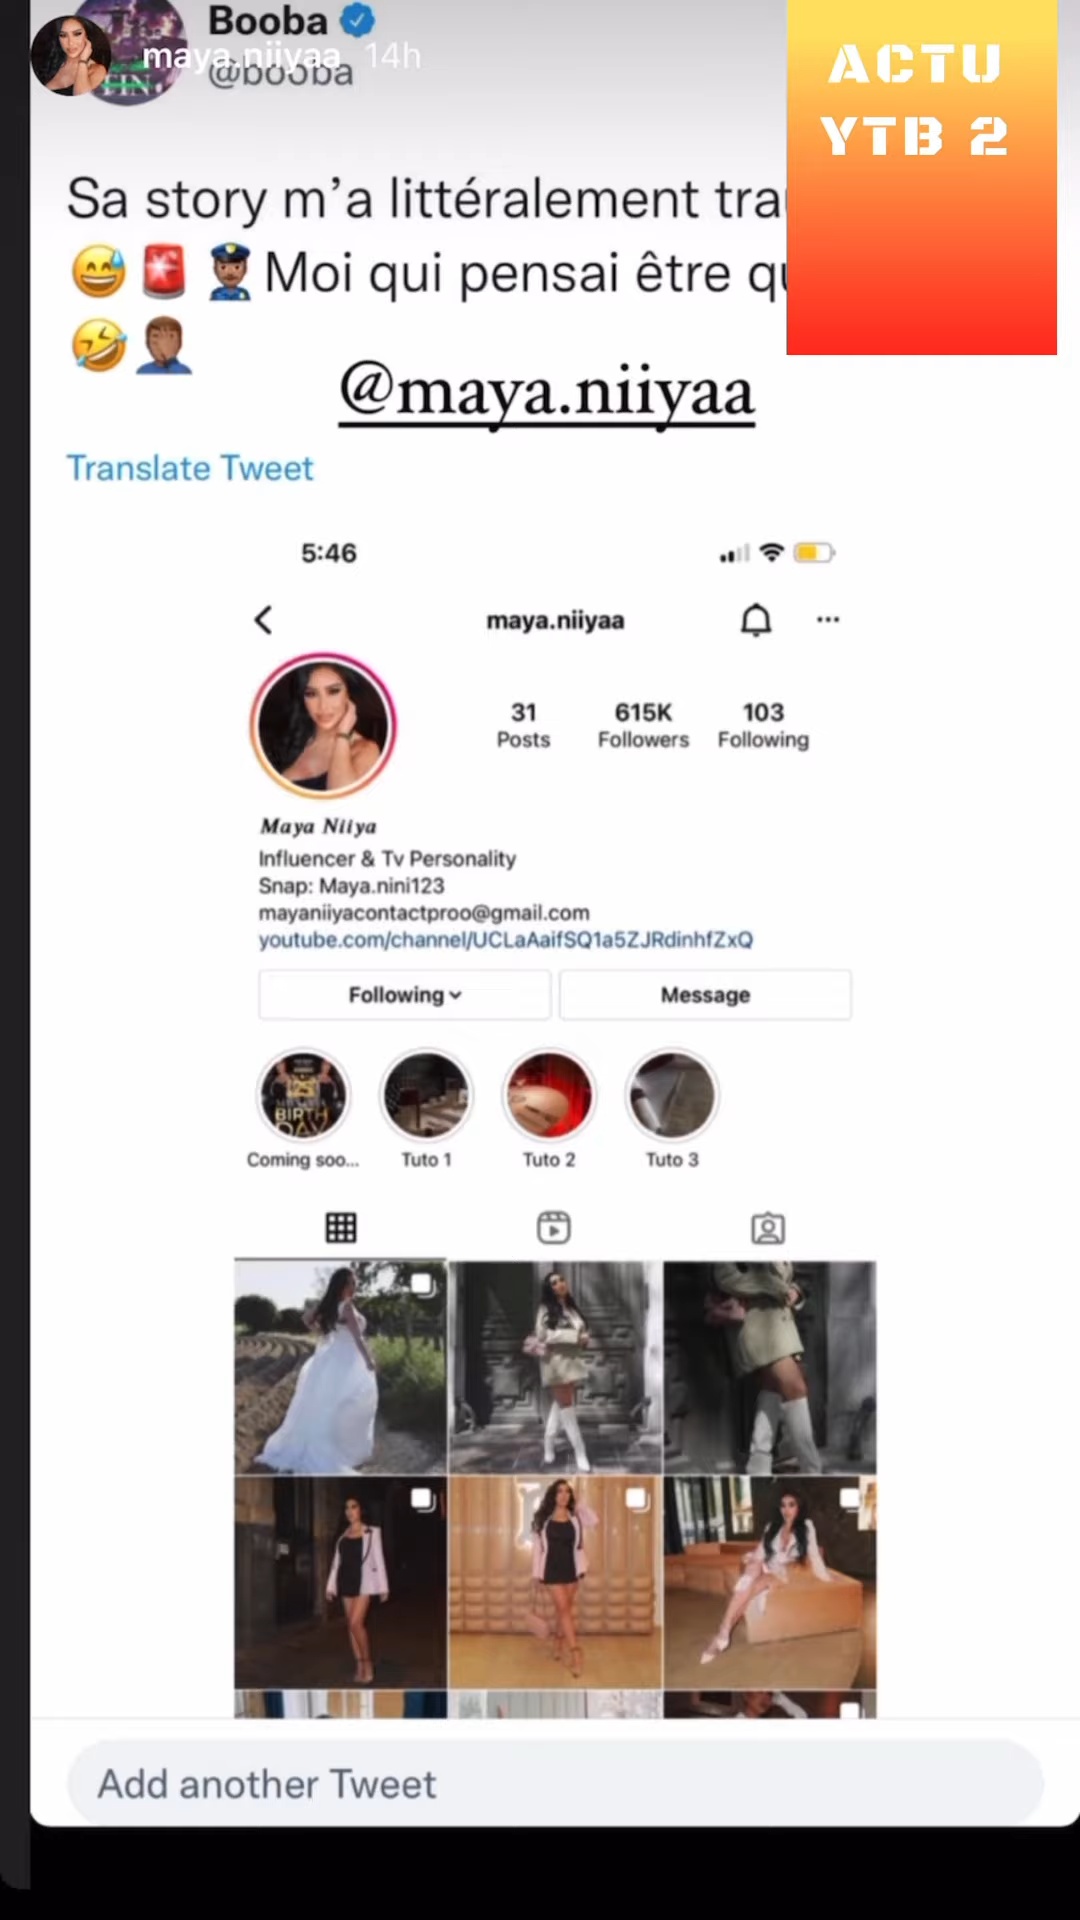 Booba
maya.niiyaa 14h
@booba
ACTU
YTB 2
Sa story m’a littéralement
Moi qui pensai être
@maya.niiyaa
Translate Tweet
5:46
maya.niiyaa
31 615K 103
Posts Followers Following
Maya Niiya
Influencer & Tv Personality
Snap: Maya.nini123
mayaniiyacontactproo@gmail.com
youtube.com/channel/UCLaAaifSQ1a5ZJRdinhfZxQ
Following Message
BIRTH
DAY
Coming soo... Tuto 1 Tuto 2 Tuto 3
Add another Tweet